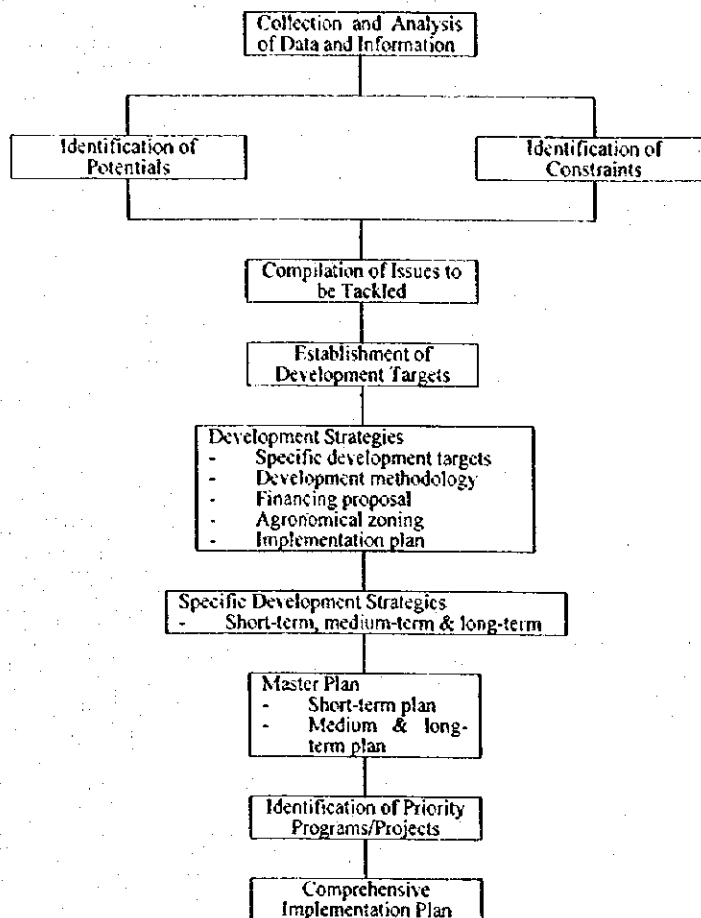 Collection and Analysis
of Data and Information
Identification of
Potentials
Identification of
Constraints
Compilation of Issues to
be Tackled
Establishment of
Development Targets
Development Strategies
- Specific development targets
- Development methodology
- Financing proposal
- Agronomical zoning
- Implementation plan
Specific Development Strategies
- Short-term, medium-term & long-term
Master Plan
- Short-term plan
- Medium & long-
term plan
Identification of Priority
Programs/Projects
Comprehensive
Implementation Plan